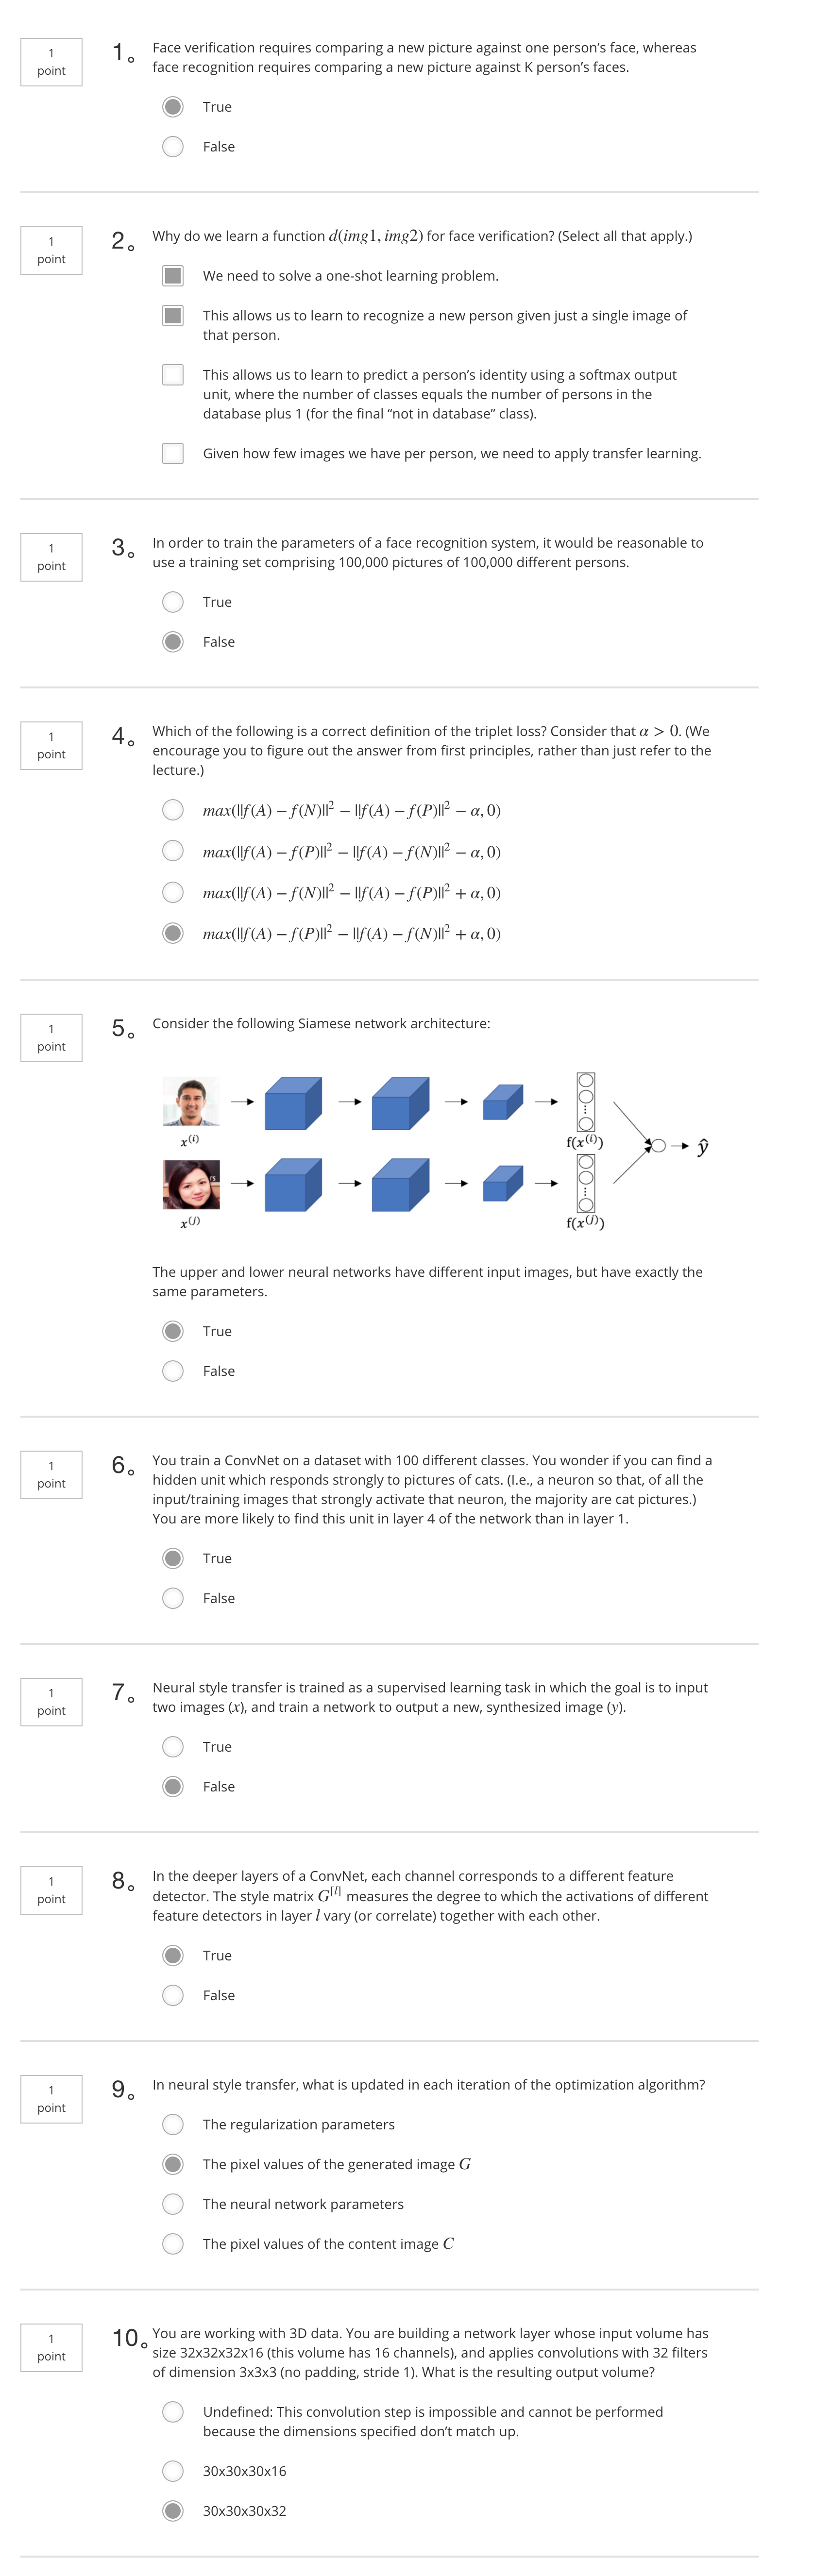 1
point
1。
Face verification requires comparing a new picture against one person’s face, whereas
face recognition requires comparing a new picture against K person’s faces.
True
False
1
point
2。
Why do we learn a function d(img1, img2) for face verification? (Select all that apply.)
We need to solve a one-shot learning problem.
This allows us to learn to recognize a new person given just a single image of
that person.
This allows us to learn to predict a person’s identity using a softmax output
unit, where the number of classes equals the number of persons in the
database plus 1 (for the final “not in database” class).
Given how few images we have per person, we need to apply transfer learning.
1
point
3。
In order to train the parameters of a face recognition system, it would be reasonable to
use a training set comprising 100,000 pictures of 100,000 different persons.
True
False
1
point
4。
Which of the following is a correct definition of the triplet loss? Consider that α > 0. (We
encourage you to figure out the answer from first principles, rather than just refer to the
lecture.)
max(||f(A) − f(N)||² − ||f(A) − f(P)||² − α, 0)
max(||f(A) − f(P)||² − ||f(A) − f(N)||² − α, 0)
max(||f(A) − f(N)||² − ||f(A) − f(P)||² + α, 0)
max(||f(A) − f(P)||² − ||f(A) − f(N)||² + α, 0)
1
point
5。
Consider the following Siamese network architecture:
x⁽ⁱ⁾
f(x⁽ⁱ⁾)
ŷ
x⁽ʲ⁾
f(x⁽ʲ⁾)
The upper and lower neural networks have different input images, but have exactly the
same parameters.
True
False
1
point
6。
You train a ConvNet on a dataset with 100 different classes. You wonder if you can find a
hidden unit which responds strongly to pictures of cats. (I.e., a neuron so that, of all the
input/training images that strongly activate that neuron, the majority are cat pictures.)
You are more likely to find this unit in layer 4 of the network than in layer 1.
True
False
1
point
7。
Neural style transfer is trained as a supervised learning task in which the goal is to input
two images (x), and train a network to output a new, synthesized image (y).
True
False
1
point
8。
In the deeper layers of a ConvNet, each channel corresponds to a different feature
detector. The style matrix G^[l] measures the degree to which the activations of different
feature detectors in layer l vary (or correlate) together with each other.
True
False
1
point
9。
In neural style transfer, what is updated in each iteration of the optimization algorithm?
The regularization parameters
The pixel values of the generated image G
The neural network parameters
The pixel values of the content image C
1
point
10。
You are working with 3D data. You are building a network layer whose input volume has
size 32x32x32x16 (this volume has 16 channels), and applies convolutions with 32 filters
of dimension 3x3x3 (no padding, stride 1). What is the resulting output volume?
Undefined: This convolution step is impossible and cannot be performed
because the dimensions specified don’t match up.
30x30x30x16
30x30x30x32